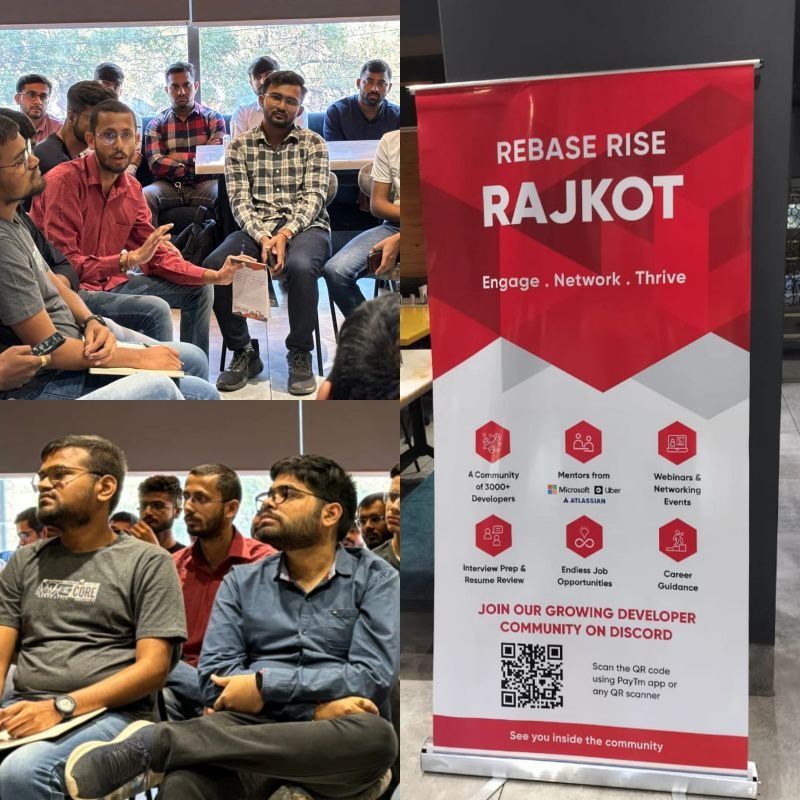 REBASE RISE
RAJKOT
Engage . Network . Thrive
A Community
of 3000+
Developers
Mentors from
Microsoft Uber
ATLASSIAN
Webinars &
Networking
Events
Interview Prep &
Resume Review
Endless Job
Opportunities
Career
Guidance
JOIN OUR GROWING DEVELOPER
COMMUNITY ON DISCORD
Scan the QR code
using PayTm app or
any QR scanner
See you inside the community
CORE